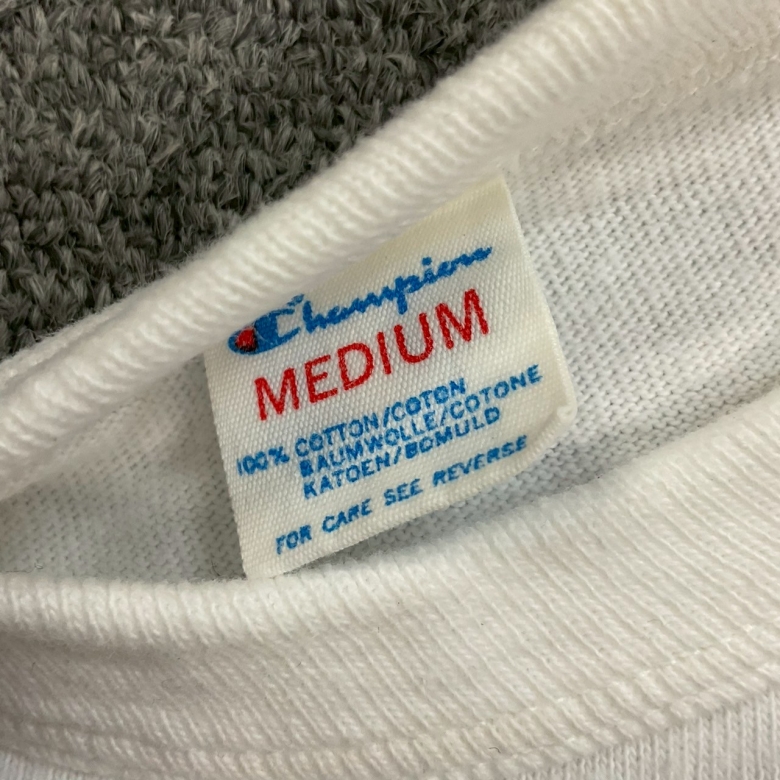 Champion
MEDIUM
100% COTTON/COTON
BAUMWOLLE/COTONE
KATOEN/BOMULD
FOR CARE SEE REVERSE